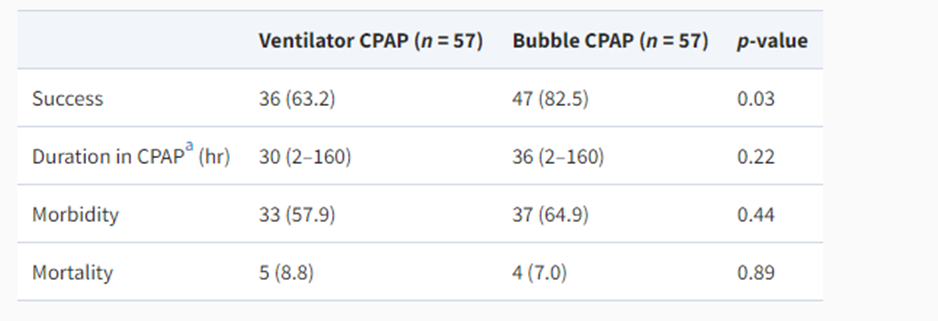 Ventilator CPAP (n = 57) Bubble CPAP (n = 57) p-value
Success 36 (63.2) 47 (82.5) 0.03
Duration in CPAPa (hr) 30 (2–160) 36 (2–160) 0.22
Morbidity 33 (57.9) 37 (64.9) 0.44
Mortality 5 (8.8) 4 (7.0) 0.89